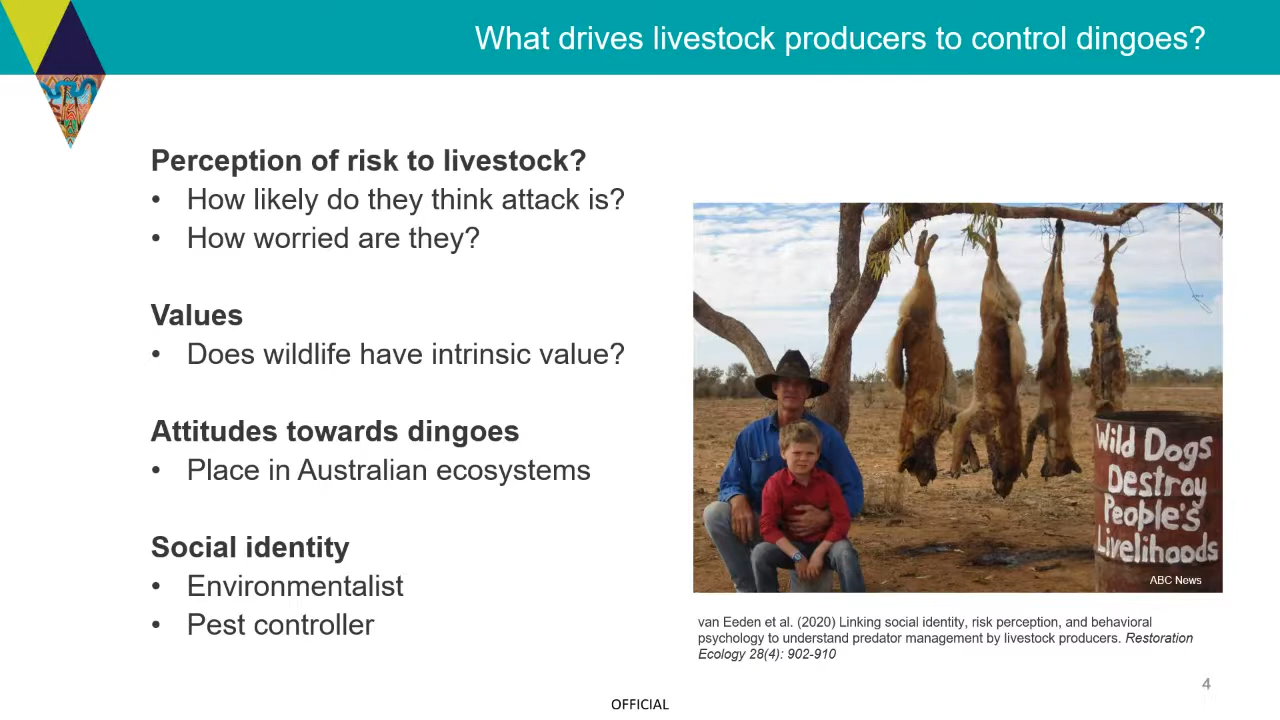 What drives livestock producers to control dingoes?
Perception of risk to livestock?
• How likely do they think attack is?
• How worried are they?
Values
• Does wildlife have intrinsic value?
Attitudes towards dingoes
• Place in Australian ecosystems
Social identity
• Environmentalist
• Pest controller
Wild Dogs
Destroy
People's
Livelihoods
ABC News
van Eeden et al. (2020) Linking social identity, risk perception, and behavioral
psychology to understand predator management by livestock producers. Restoration
Ecology 28(4): 902-910
4
OFFICIAL